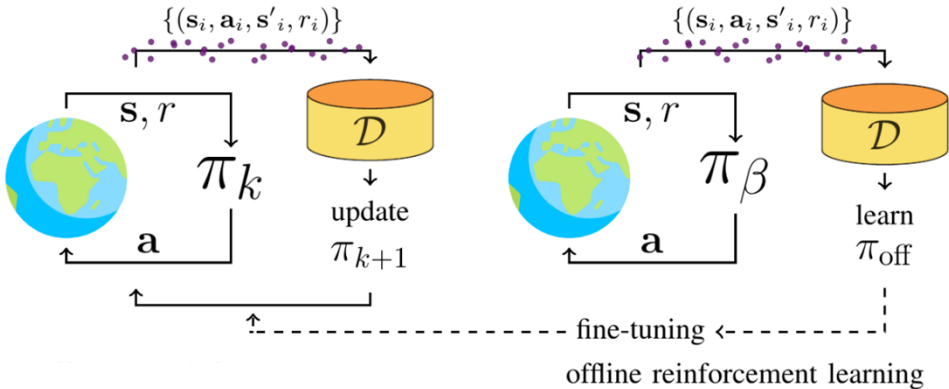 {(s_i, a_i, s'_i, r_i)}
s, r
D
π_k
update
a
π_{k+1}
{(s_i, a_i, s'_i, r_i)}
s, r
D
π_β
learn
a
π_off
fine-tuning
offline reinforcement learning